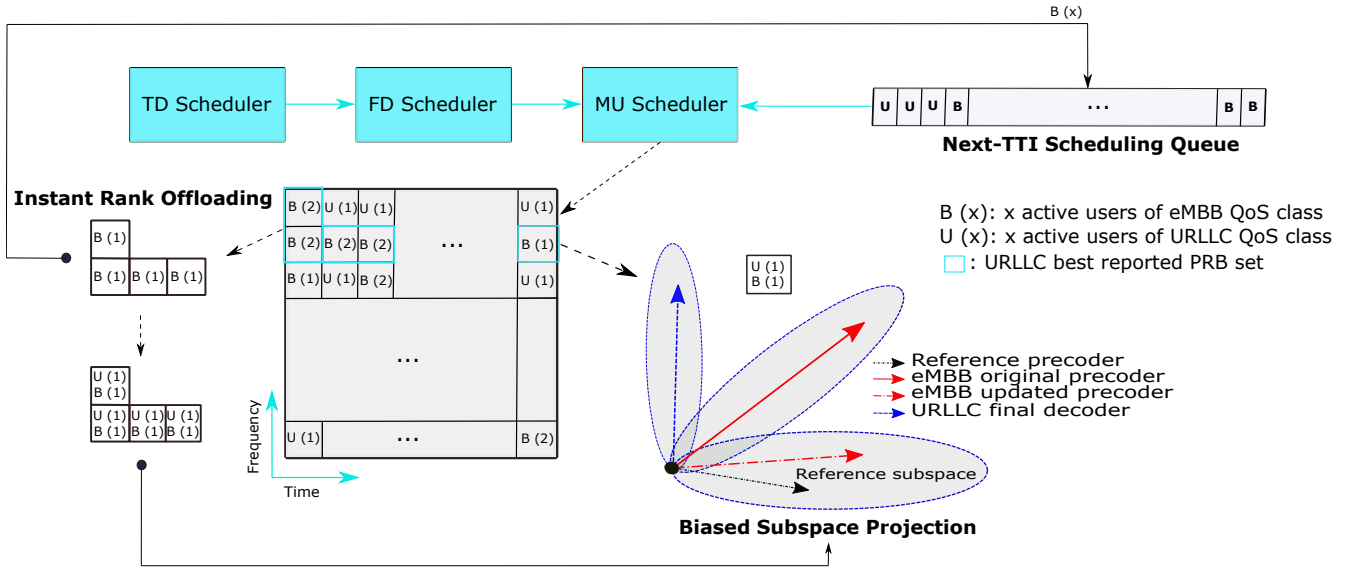 B (x)
TD Scheduler
FD Scheduler
MU Scheduler
U U U B ... B B
Next-TTI Scheduling Queue
Instant Rank Offloading
B (1)
B (1) B (1) B (1)
U (1)
B (1)
U (1) U (1) U (1)
B (1) B (1) B (1)
B (2) U (1) U (1) U (1)
B (2) B (2) B (2) ... B (1)
B (1) U (1) B (2) U (1)
...
U (1) ... B (2)
Frequency
Time
B (x): x active users of eMBB QoS class
U (x): x active users of URLLC QoS class
: URLLC best reported PRB set
U (1)
B (1)
Reference precoder
eMBB original precoder
eMBB updated precoder
URLLC final decoder
Reference subspace
Biased Subspace Projection